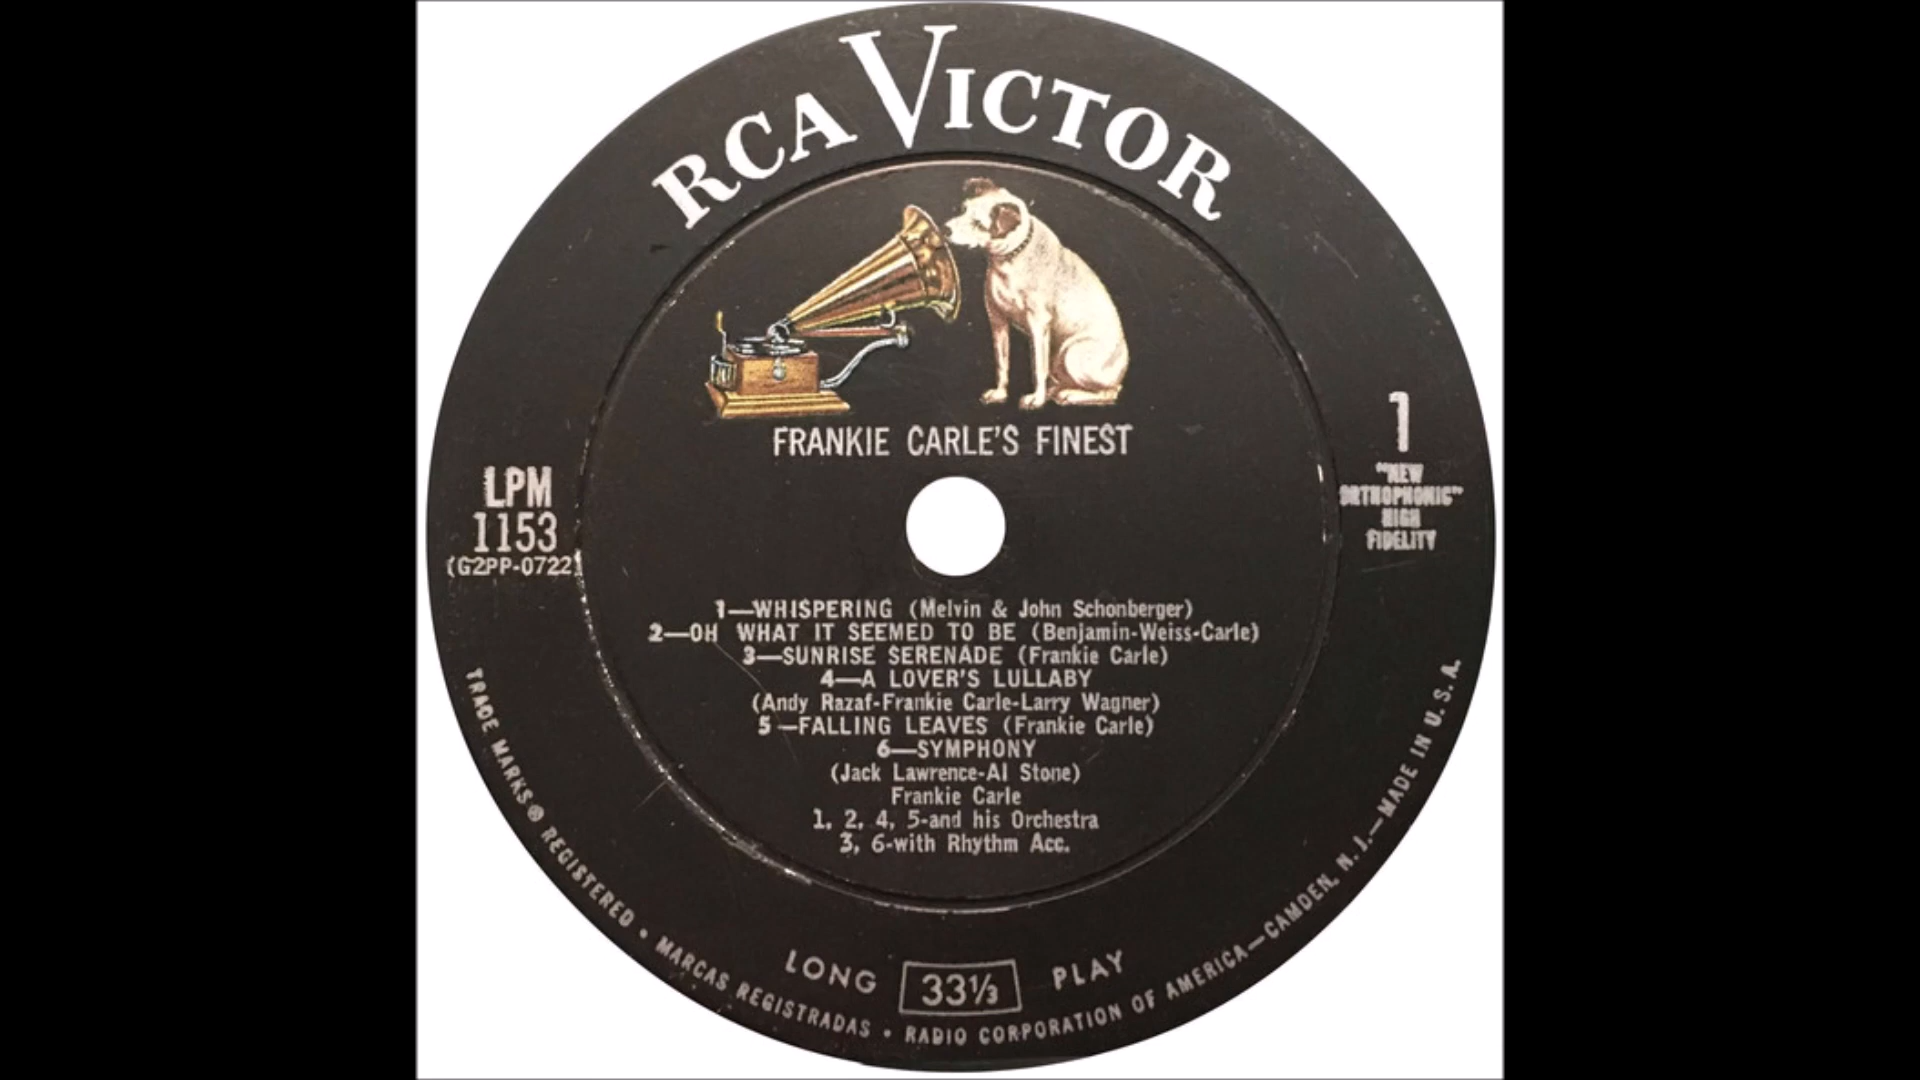 RCA VICTOR
FRANKIE CARLE'S FINEST
LPM
1153
(G2PP-0722)
1
"NEW
ORTHOPHONIC"
HIGH
FIDELITY
1—WHISPERING (Melvin & John Schonberger)
2—OH WHAT IT SEEMED TO BE (Benjamin-Weiss-Carle)
3—SUNRISE SERENADE (Frankie Carle)
4—A LOVER'S LULLABY
(Andy Razaf-Frankie Carle-Larry Wagner)
5—FALLING LEAVES (Frankie Carle)
6—SYMPHONY
(Jack Lawrence-Al Stone)
Frankie Carle
1, 2, 4, 5-and his Orchestra
3, 6-with Rhythm Acc.
LONG 33⅓ PLAY
TRADE MARKS ® REGISTERED • MARCAS REGISTRADAS • RADIO CORPORATION OF AMERICA—CAMDEN, N. J.—MADE IN U. S. A.